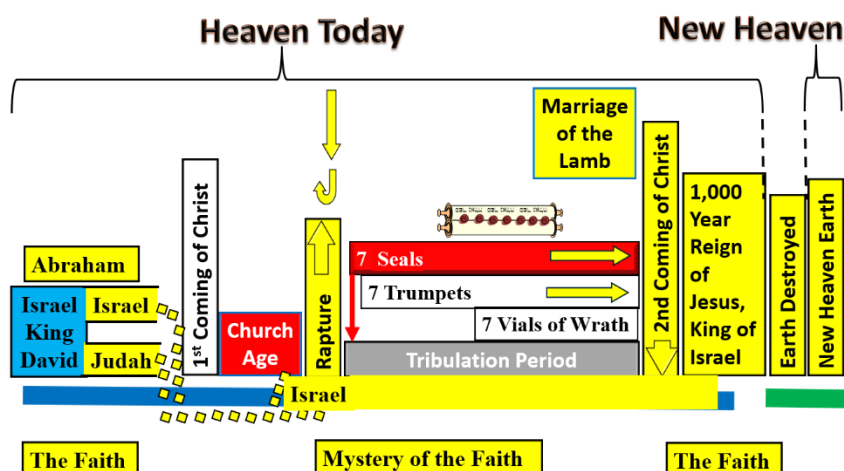 Heaven Today
New Heaven
Marriage
of the
Lamb
1st Coming of Christ
2nd Coming of Christ
1,000
Year
Reign
of
Jesus,
King of
Israel
Earth Destroyed
New Heaven Earth
Abraham
Israel
King
David
Israel
Judah
Church
Age
Rapture
7 Seals
7 Trumpets
7 Vials of Wrath
Tribulation Period
Israel
The Faith
Mystery of the Faith
The Faith